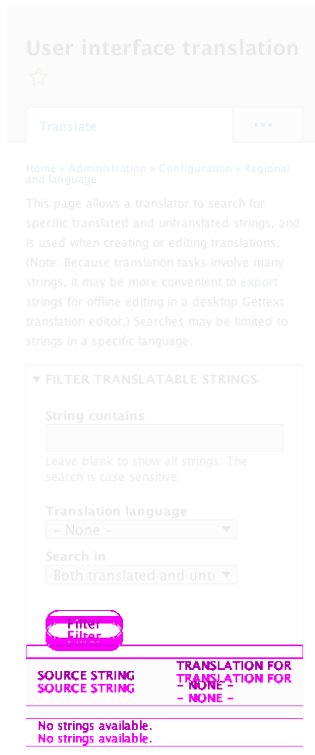 User interface translation
Translate
Home » Administration » Configuration » Regional
and language
This page allows a translator to search for
specific translated and untranslated strings, and
is used when creating or editing translations.
(Note: Because translation tasks involve many
strings, it may be more convenient to export
strings for offline editing in a desktop Gettext
translation editor.) Searches may be limited to
strings in a specific language.
▼ FILTER TRANSLATABLE STRINGS
String contains
Leave blank to show all strings. The
search is case sensitive.
Translation language
- None -
Search in
Both translated and unt
Filter
Filter
SOURCE STRING TRANSLATION FOR
SOURCE STRING TRANSLATION FOR
- NONE -
- NONE -
No strings available.
No strings available.